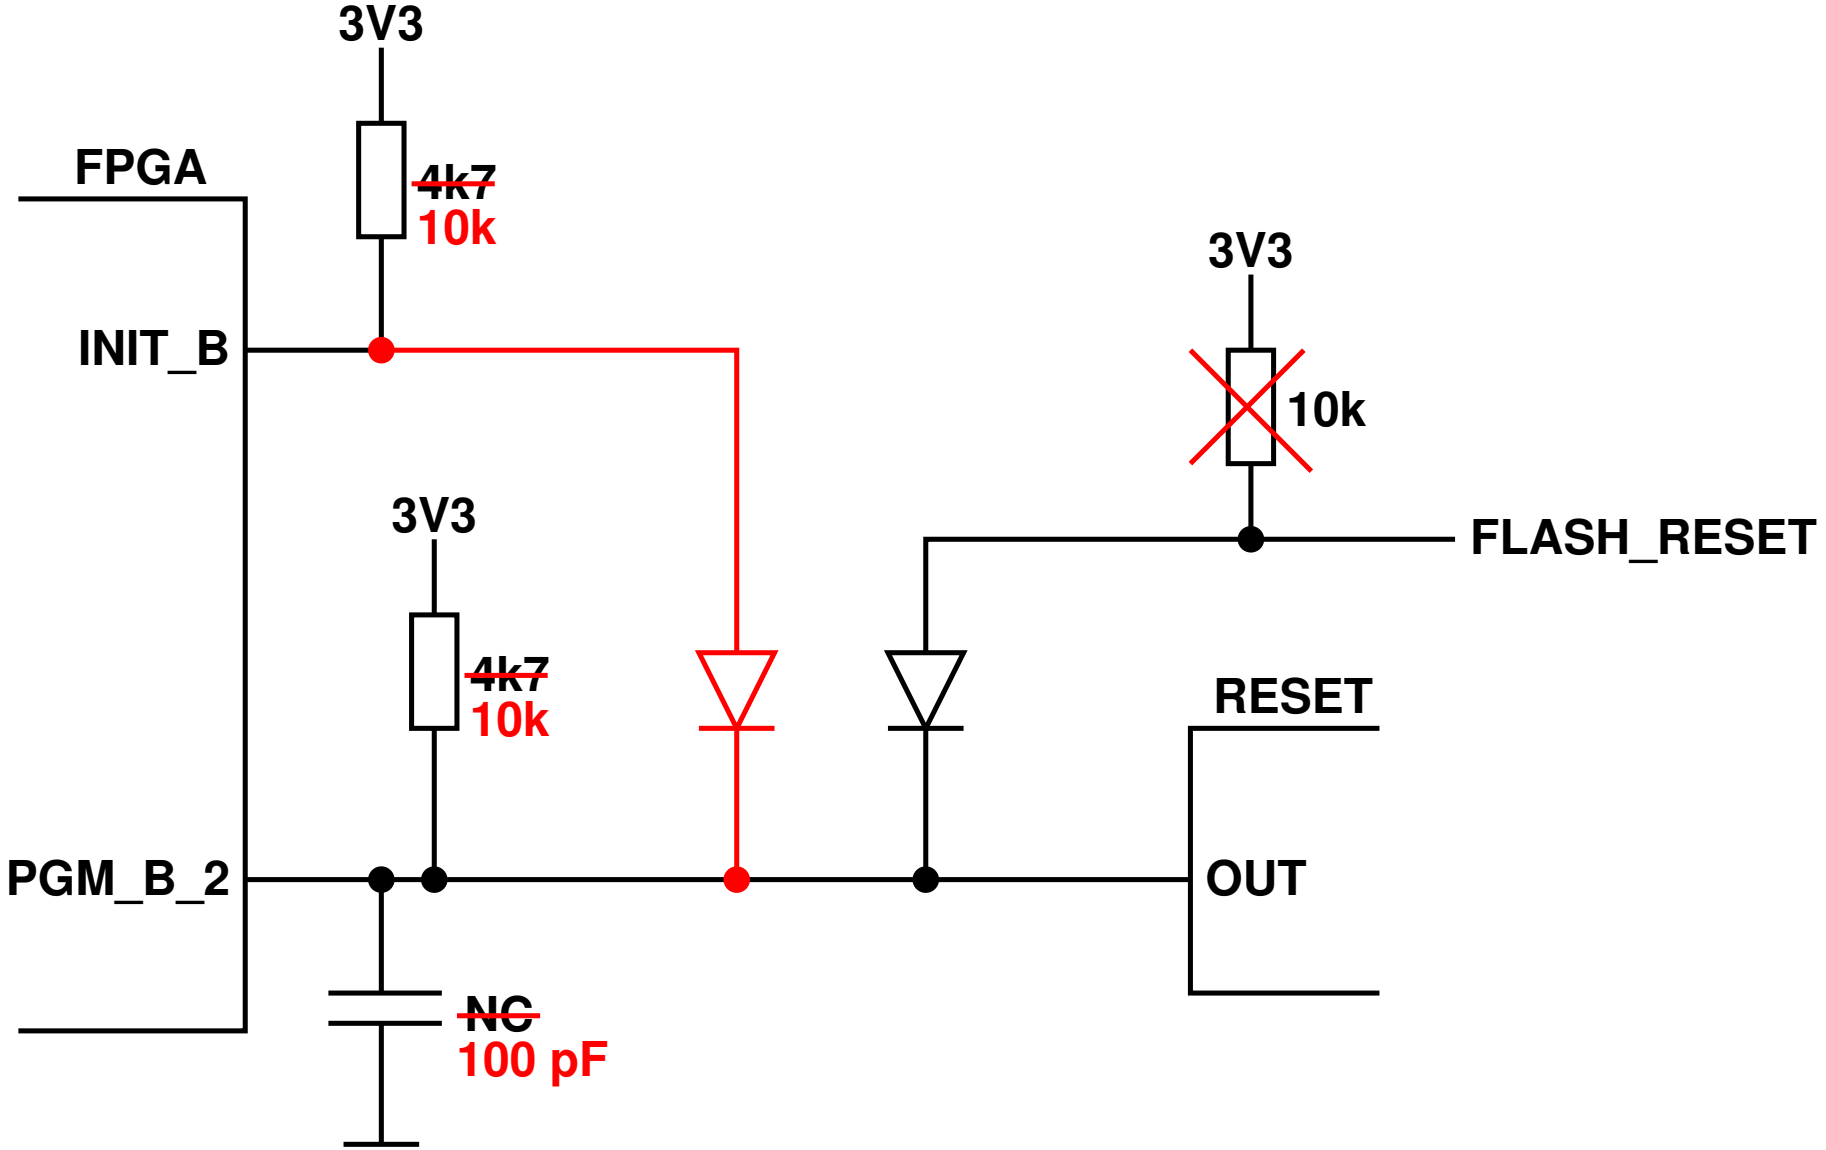 3V3
FPGA
4k7
10k
INIT_B
3V3
10k
3V3
FLASH_RESET
4k7
10k
RESET
PGM_B_2
OUT
NC
100 pF